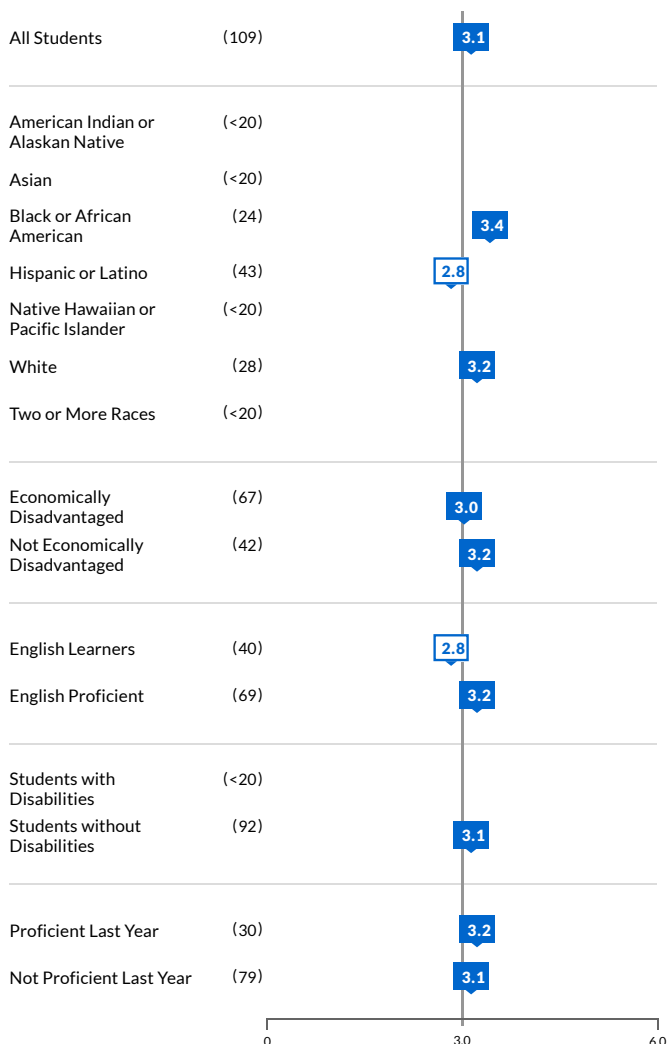 All Students (109) 3.1
American Indian or (<20)
Alaskan Native
Asian (<20)
Black or African (24) 3.4
American
Hispanic or Latino (43) 2.8
Native Hawaiian or (<20)
Pacific Islander
White (28) 3.2
Two or More Races (<20)
Economically (67) 3.0
Disadvantaged
Not Economically (42) 3.2
Disadvantaged
English Learners (40) 2.8
English Proficient (69) 3.2
Students with (<20)
Disabilities
Students without (92) 3.1
Disabilities
Proficient Last Year (30) 3.2
Not Proficient Last Year (79) 3.1
0 3.0 6.0